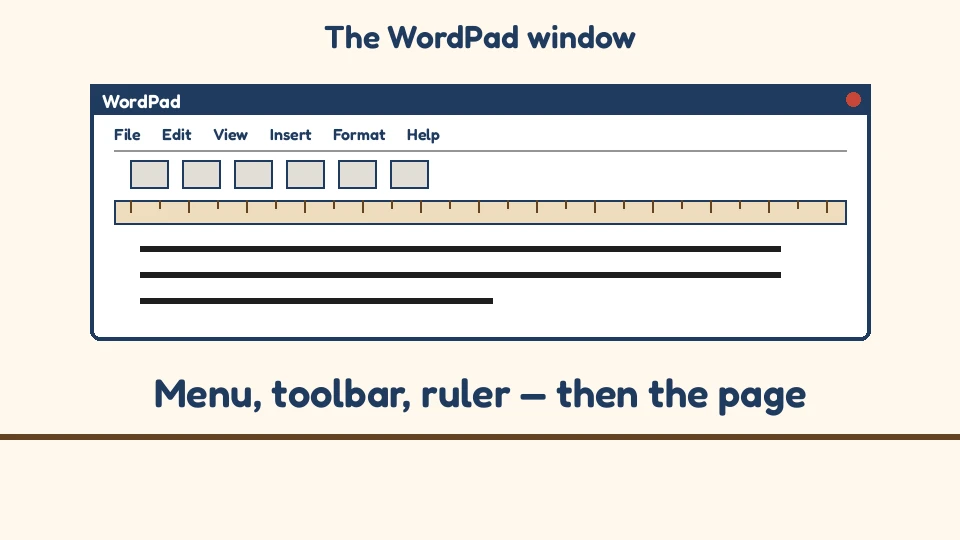 The WordPad window
WordPad
File Edit View Insert Format Help
Menu, toolbar, ruler — then the page